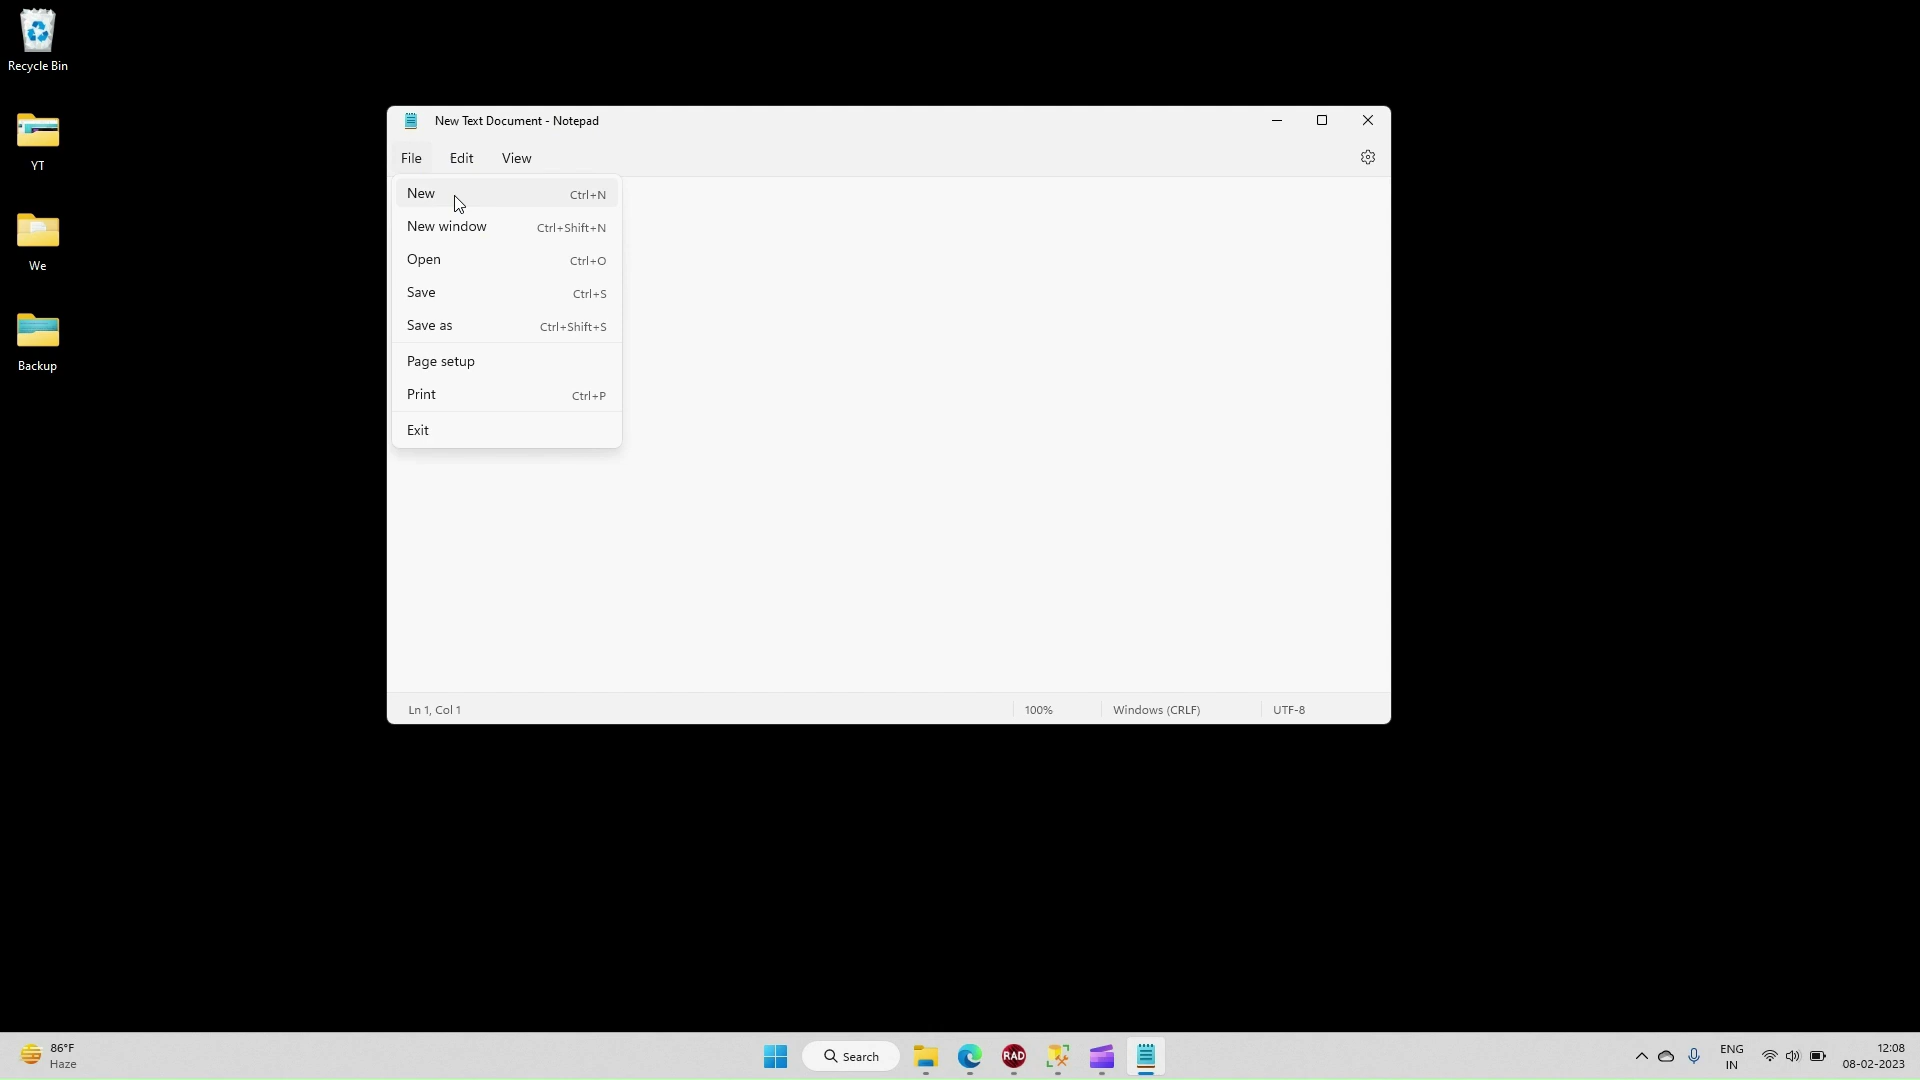 Recycle Bin
YT
We
Backup
New Text Document - Notepad
File Edit View
New Ctrl+N
New window Ctrl+Shift+N
Open Ctrl+O
Save Ctrl+S
Save as Ctrl+Shift+S
Page setup
Print Ctrl+P
Exit
Ln 1, Col 1 100% Windows (CRLF) UTF-8
86°F
Haze
Search
RAD
ENG
IN
12:08
08-02-2023